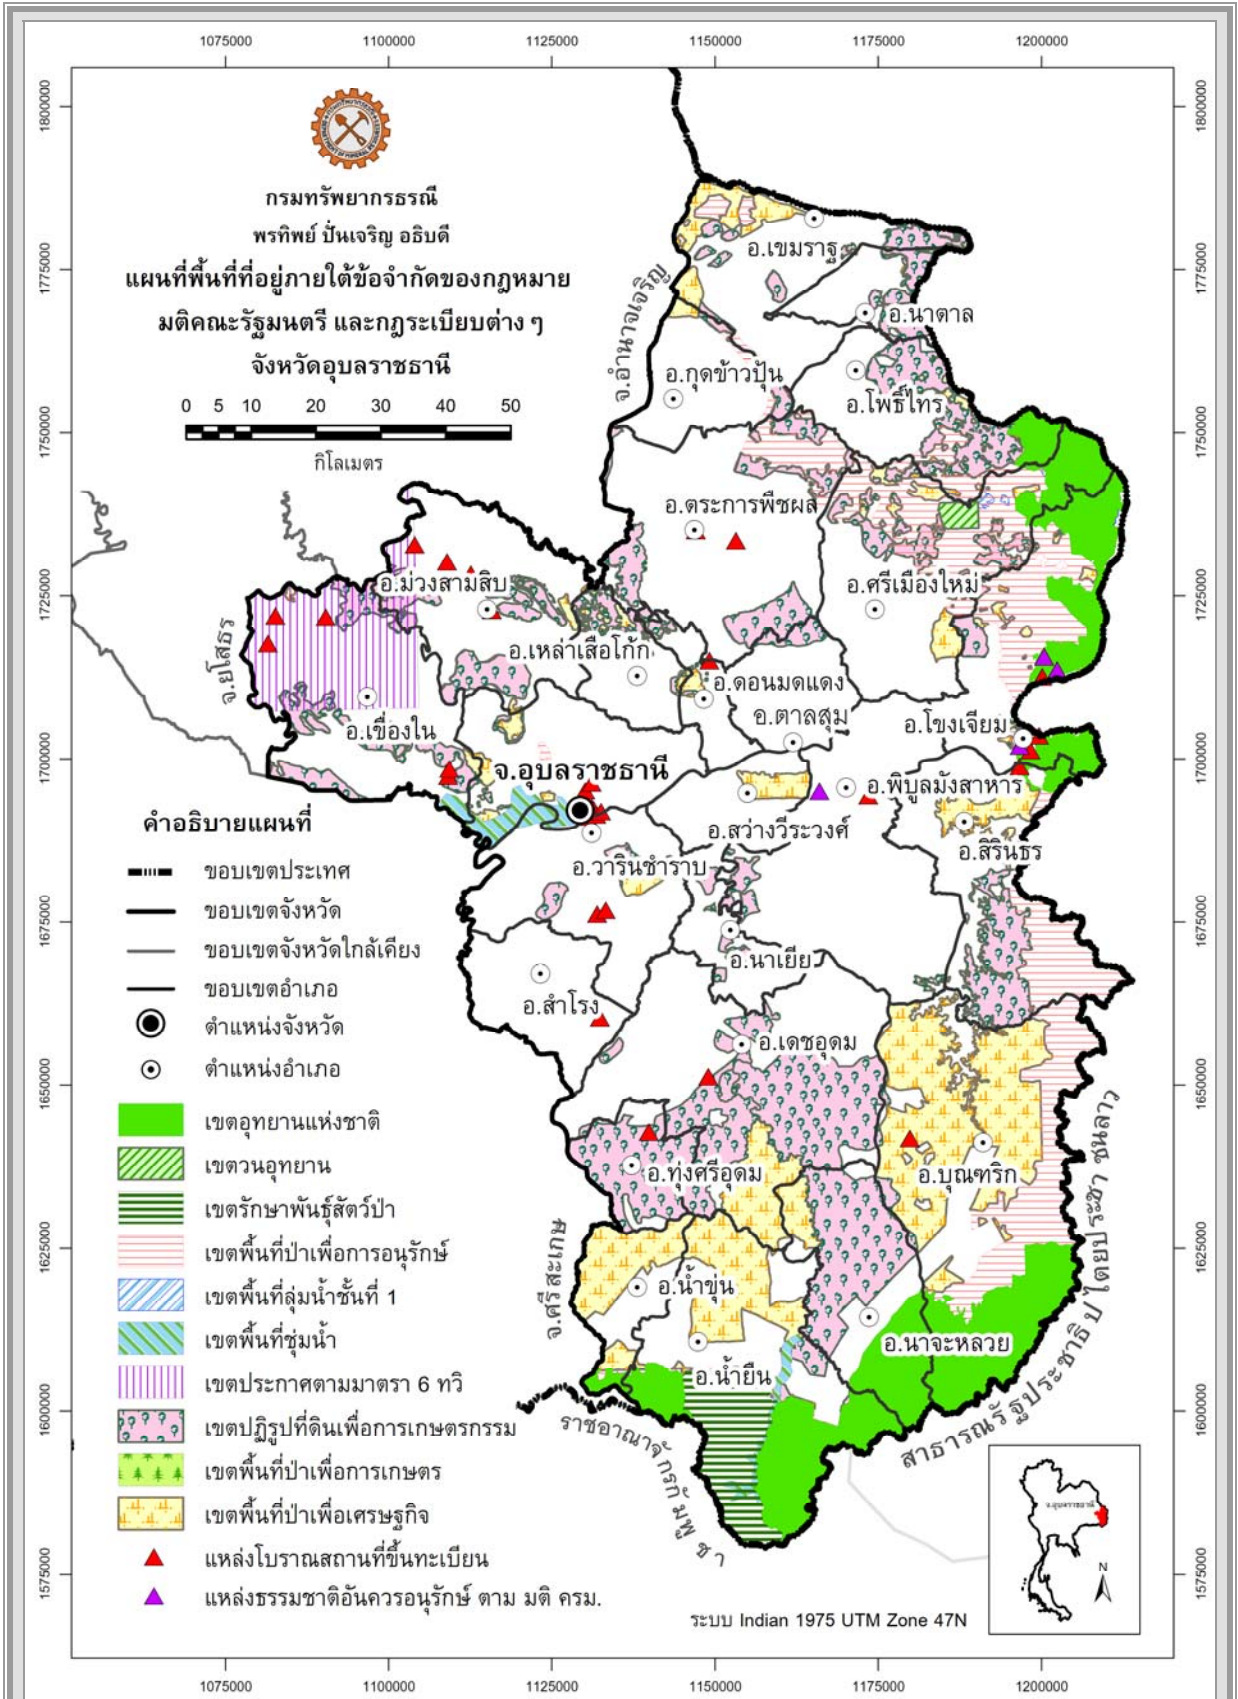 1075000 1100000 1125000 1150000 1175000 1200000
1800000 1775000 1750000 1725000 1700000 1675000 1650000 1625000 1600000 1575000
1800000 1775000 1750000 1725000 1700000 1675000 1650000 1625000 1600000 1575000
กรมทรัพยากรธรณี
พรทิพย์ ปั่นเจริญ อธิบดี
แผนที่พื้นที่ที่อยู่ภายใต้ข้อจำกัดของกฎหมาย
มติคณะรัฐมนตรี และกฎระเบียบต่าง ๆ
จังหวัดอุบลราชธานี
0 5 10 20 30 40 50
กิโลเมตร
อ.เขมราฐ
จ.อำนาจเจริญ
อ.นาตาล
อ.กุดข้าวปุ้น
อ.โพธิ์ไทร
อ.ตระการพืชผล
อ.ม่วงสามสิบ
อ.ศรีเมืองใหม่
จ.ยโสธร
อ.เหล่าเสือโก้ก
อ.ดอนมดแดง
อ.ตาลสุม
อ.โขงเจียม
อ.เขื่องใน
จ.อุบลราชธานี
อ.พิบูลมังสาหาร
อ.สว่างวีระวงศ์
อ.สิรินธร
อ.วารินชำราบ
อ.นาเยีย
อ.สำโรง
อ.เดชอุดม
อ.ทุ่งศรีอุดม
อ.บุณฑริก
จ.ศรีสะเกษ
อ.น้ำขุ่น
อ.นาจะหลวย
อ.น้ำยืน
ราชอาณาจักรกัมพูชา
สาธารณรัฐประชาธิปไตยประชาชนลาว
คำอธิบายแผนที่
ขอบเขตประเทศ
ขอบเขตจังหวัด
ขอบเขตจังหวัดใกล้เคียง
ขอบเขตอำเภอ
ตำแหน่งจังหวัด
ตำแหน่งอำเภอ
เขตอุทยานแห่งชาติ
เขตวนอุทยาน
เขตรักษาพันธุ์สัตว์ป่า
เขตพื้นที่ป่าเพื่อการอนุรักษ์
เขตพื้นที่ลุ่มน้ำชั้นที่ 1
เขตพื้นที่ชุ่มน้ำ
เขตประกาศตามมาตรา 6 ทวิ
เขตปฏิรูปที่ดินเพื่อการเกษตรกรรม
เขตพื้นที่ป่าเพื่อการเกษตร
เขตพื้นที่ป่าเพื่อเศรษฐกิจ
แหล่งโบราณสถานที่ขึ้นทะเบียน
แหล่งธรรมชาติอันควรอนุรักษ์ ตาม มติ ครม.
จ.อุบลราชธานี
N
ระบบ Indian 1975 UTM Zone 47N
1075000 1100000 1125000 1150000 1175000 1200000